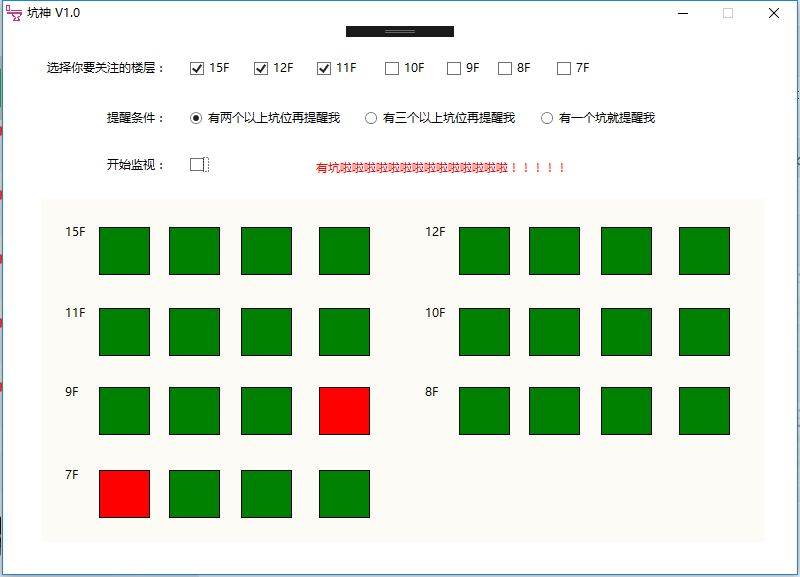 坑神 V1.0
选择你要关注的楼层： 15F 12F 11F 10F 9F 8F 7F
提醒条件： 有两个以上坑位再提醒我 有三个以上坑位再提醒我 有一个坑就提醒我
开始监视： 有坑啦啦啦啦啦啦啦啦啦啦啦啦啦啦！！！！！
15F 12F
11F 10F
9F 8F
7F